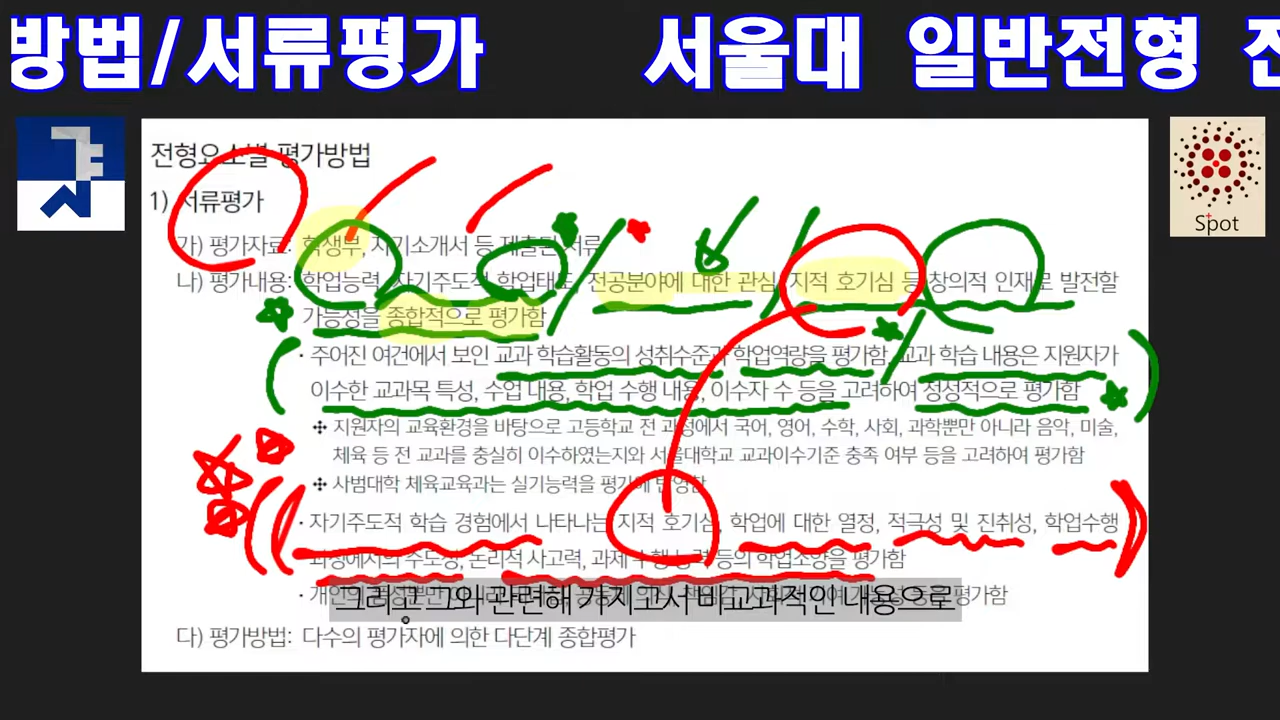 방법/서류평가 서울대 일반전형 전
전형요소별 평가방법
1) 서류평가
가) 평가자료: 학생부, 자기소개서 등 제출된 서류
나) 평가내용: 학업능력, 자기주도적 학업태도, 전공분야에 대한 관심, 지적 호기심 등 창의적 인재로 발전할
가능성을 종합적으로 평가함
· 주어진 여건에서 보인 교과 학습활동의 성취수준과 학업역량을 평가함, 교과 학습 내용은 지원자가
이수한 교과목 특성, 수업 내용, 학업 수행 내용, 이수자 수 등을 고려하여 정성적으로 평가함
✣ 지원자의 교육환경을 바탕으로 고등학교 전 과정에서 국어, 영어, 수학, 사회, 과학뿐만 아니라 음악, 미술,
체육 등 전 교과를 충실히 이수하였는지와 서울대학교 교과이수기준 충족 여부 등을 고려하여 평가함
✣ 사범대학 체육교육과는 실기능력을 평가에 반영함
· 자기주도적 학습 경험에서 나타나는 지적 호기심, 학업에 대한 열정, 적극성 및 진취성, 학업수행
과정에서의 주도성, 논리적 사고력, 과제수행 능력 등의 학업소양을 평가함
평가함
그리고 그와 관련해 가지고서 비교과적인 내용으로
다) 평가방법: 다수의 평가자에 의한 다단계 종합평가
Spot